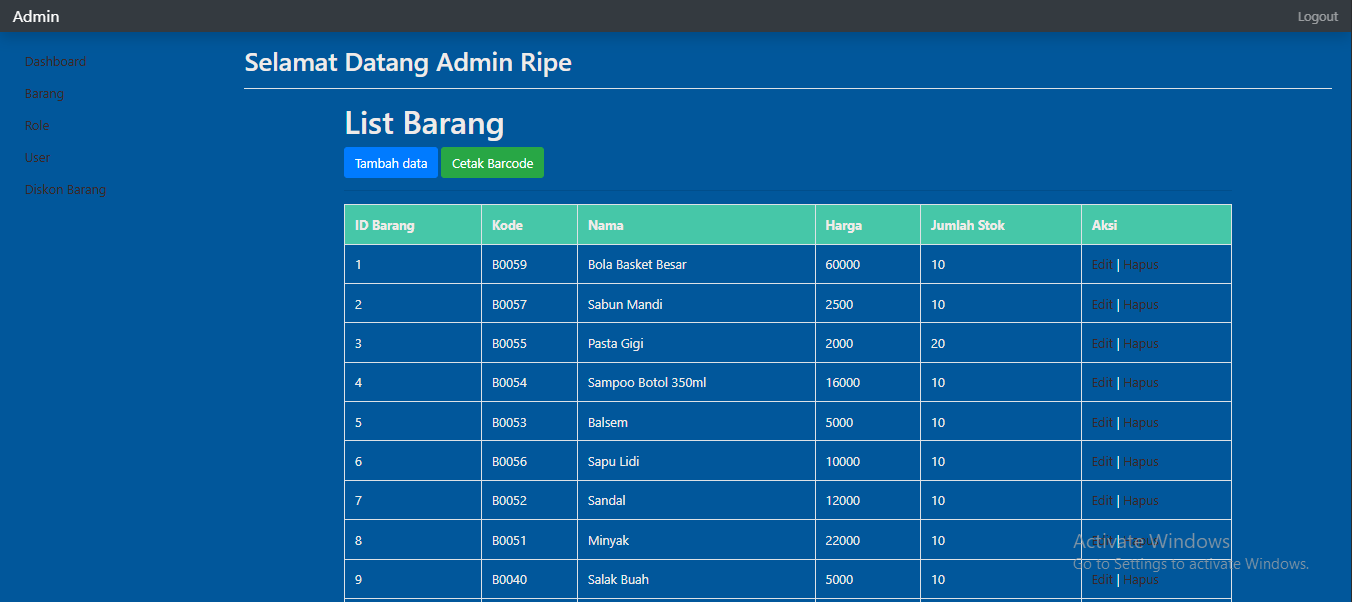 Admin Logout
Dashboard
Barang
Role
User
Diskon Barang
Selamat Datang Admin Ripe
List Barang
Tambah data Cetak Barcode
ID Barang Kode Nama Harga Jumlah Stok Aksi
1 B0059 Bola Basket Besar 60000 10 Edit | Hapus
2 B0057 Sabun Mandi 2500 10 Edit | Hapus
3 B0055 Pasta Gigi 2000 20 Edit | Hapus
4 B0054 Sampoo Botol 350ml 16000 10 Edit | Hapus
5 B0053 Balsem 5000 10 Edit | Hapus
6 B0056 Sapu Lidi 10000 10 Edit | Hapus
7 B0052 Sandal 12000 10 Edit | Hapus
8 B0051 Minyak 22000 10 Edit | Hapus
9 B0040 Salak Buah 5000 10 Edit | Hapus
Activate Windows
Go to Settings to activate Windows.